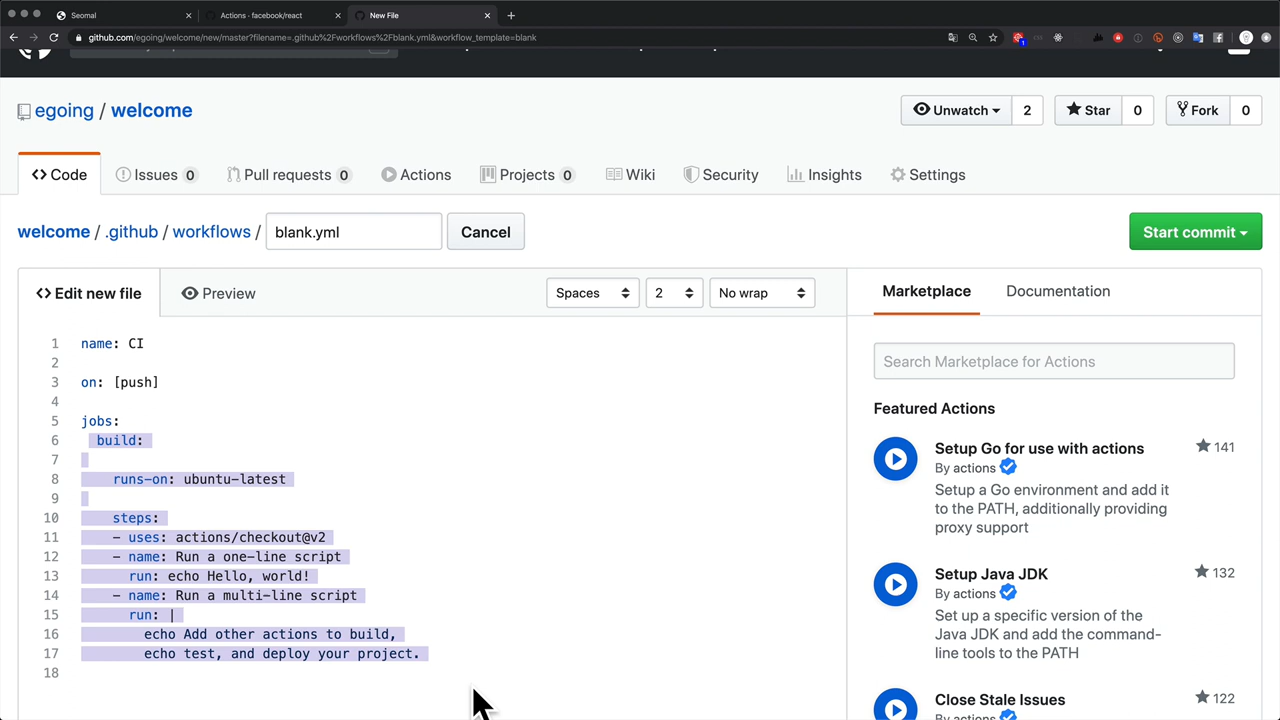 Seomal
Actions · facebook/react
New File
github.com/egoing/welcome/new/master?filename=.github%2Fworkflows%2Fblank.yml&workflow_template=blank
egoing / welcome
Unwatch 2
Star 0
Fork 0
Code
Issues 0
Pull requests 0
Actions
Projects 0
Wiki
Security
Insights
Settings
welcome / .github / workflows / blank.yml
Cancel
Start commit
Edit new file
Preview
Spaces
2
No wrap
Marketplace
Documentation
1 name: CI
2
3 on: [push]
4
5 jobs:
6 build:
7
8 runs-on: ubuntu-latest
9
10 steps:
11 - uses: actions/checkout@v2
12 - name: Run a one-line script
13 run: echo Hello, world!
14 - name: Run a multi-line script
15 run: |
16 echo Add other actions to build,
17 echo test, and deploy your project.
18
Search Marketplace for Actions
Featured Actions
Setup Go for use with actions 141
By actions
Setup a Go environment and add it
to the PATH, additionally providing
proxy support
Setup Java JDK 132
By actions
Set up a specific version of the
Java JDK and add the command-
line tools to the PATH
Close Stale Issues 122
By actions